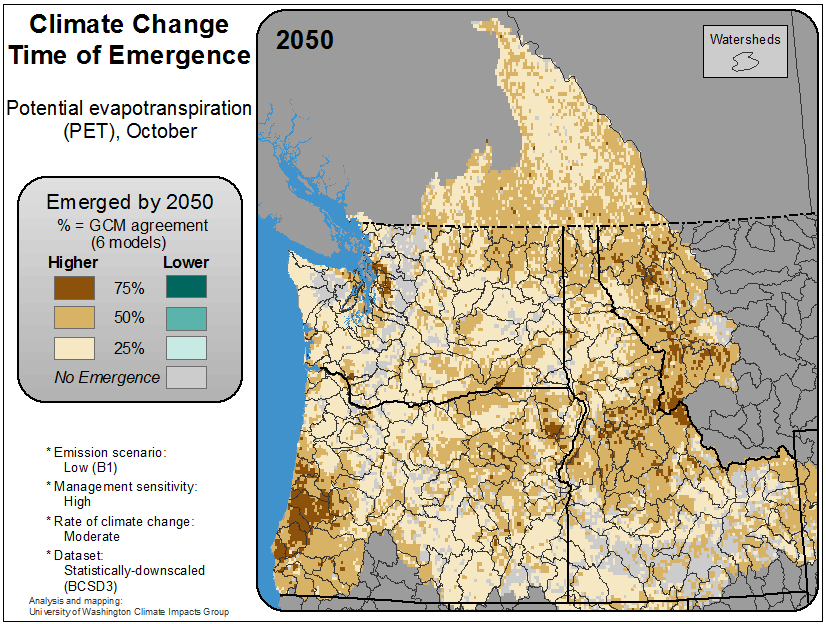 Climate Change
Time of Emergence
Potential evapotranspiration
(PET), October
Emerged by 2050
% = GCM agreement
(6 models)
Higher Lower
75%
50%
25%
No Emergence
* Emission scenario:
Low (B1)
* Management sensitivity:
High
* Rate of climate change:
Moderate
* Dataset:
Statistically-downscaled
(BCSD3)
Analysis and mapping:
University of Washington Climate Impacts Group
2050
Watersheds